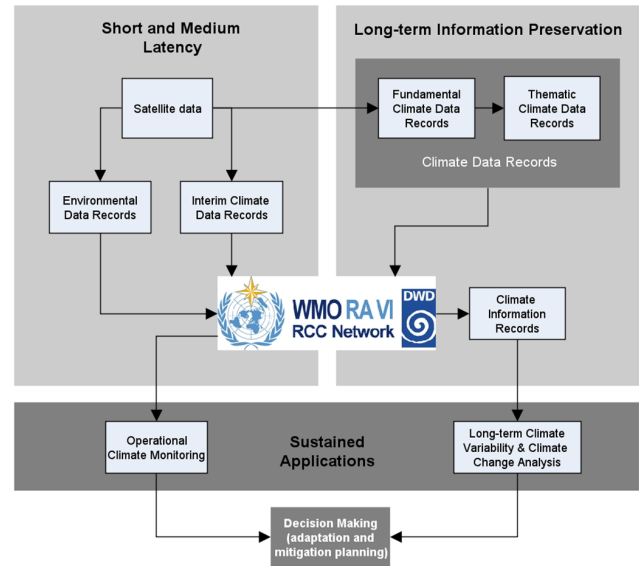 Short and Medium
Latency
Long-term Information Preservation
Satellite data
Fundamental
Climate Data
Records
Thematic
Climate Data
Records
Climate Data Records
Environmental
Data Records
Interim Climate
Data Records
WMO RA VI
RCC Network
DWD
Climate
Information
Records
Operational
Climate Monitoring
Sustained
Applications
Long-term Climate
Variability & Climate
Change Analysis
Decision Making
(adaptation and
mitigation planning)